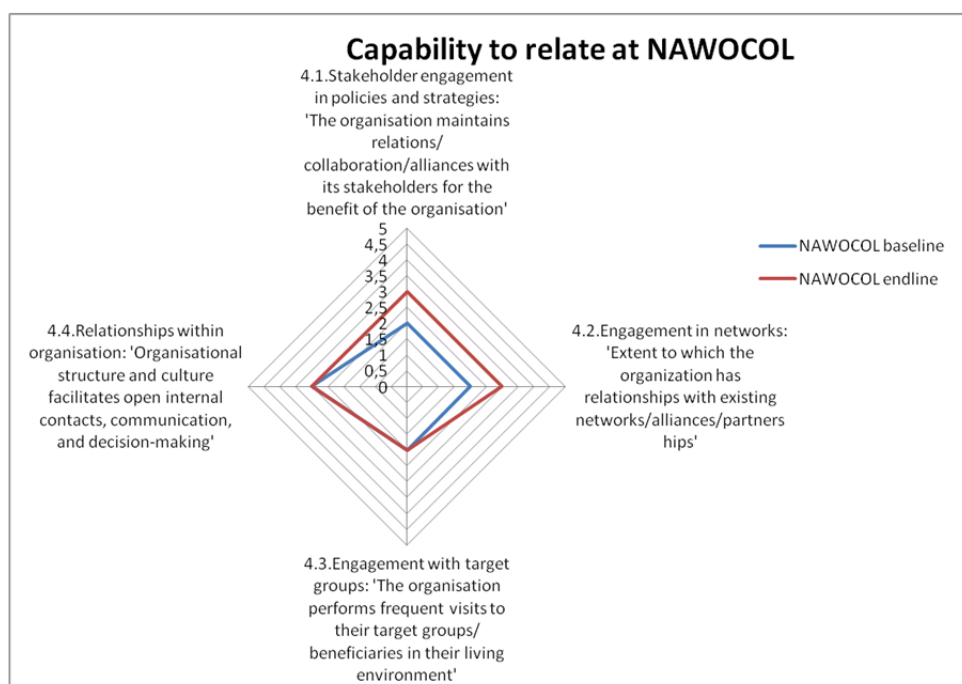 Capability to relate at NAWOCOL
4.1.Stakeholder engagement
in policies and strategies:
'The organisation maintains
relations/
collaboration/alliances with
its stakeholders for the
benefit of the organisation'
5
4,5
4
3,5
3
2,5
2
1,5
1
0,5
0
NAWOCOL baseline
NAWOCOL endline
4.2.Engagement in networks:
'Extent to which the
organization has
relationships with existing
networks/alliances/partners
hips'
4.4.Relationships within
organisation: 'Organisational
structure and culture
facilitates open internal
contacts, communication,
and decision-making'
4.3.Engagement with target
groups: 'The organisation
performs frequent visits to
their target groups/
beneficiaries in their living
environment'